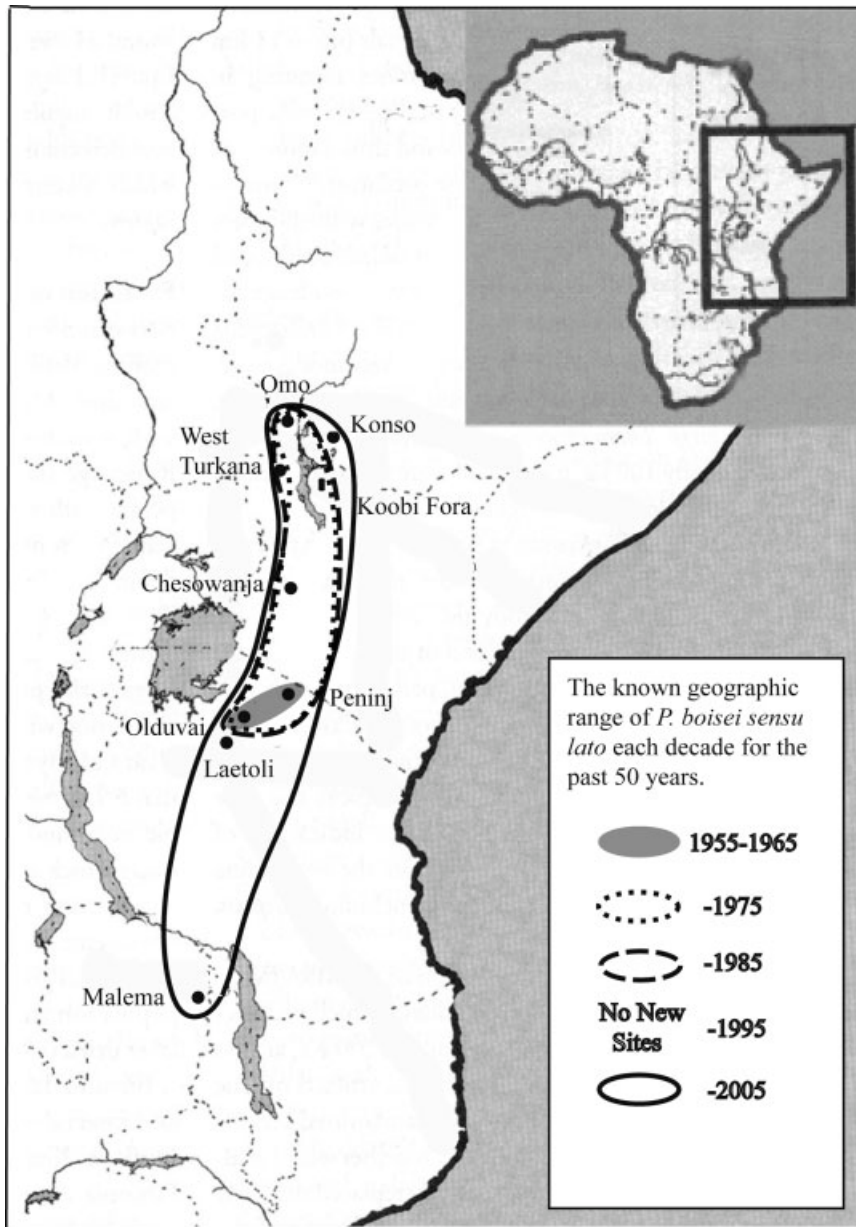 Omo
Konso
West
Turkana
Koobi Fora
Chesowanja
Peninj
Olduvai
Laetoli
Malema
The known geographic
range of P. boisei sensu
lato each decade for the
past 50 years.
1955-1965
-1975
-1985
No New
Sites
-1995
-2005